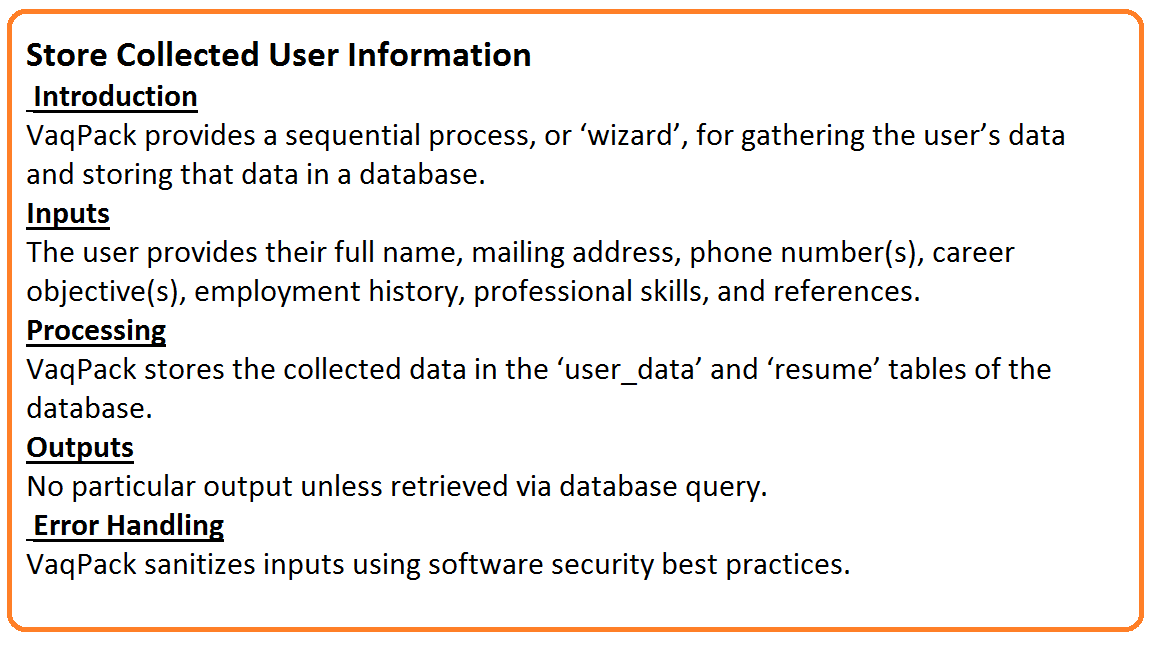 Store Collected User Information
Introduction
VaqPack provides a sequential process, or ‘wizard’, for gathering the user’s data
and storing that data in a database.
Inputs
The user provides their full name, mailing address, phone number(s), career
objective(s), employment history, professional skills, and references.
Processing
VaqPack stores the collected data in the ‘user_data’ and ‘resume’ tables of the
database.
Outputs
No particular output unless retrieved via database query.
Error Handling
VaqPack sanitizes inputs using software security best practices.